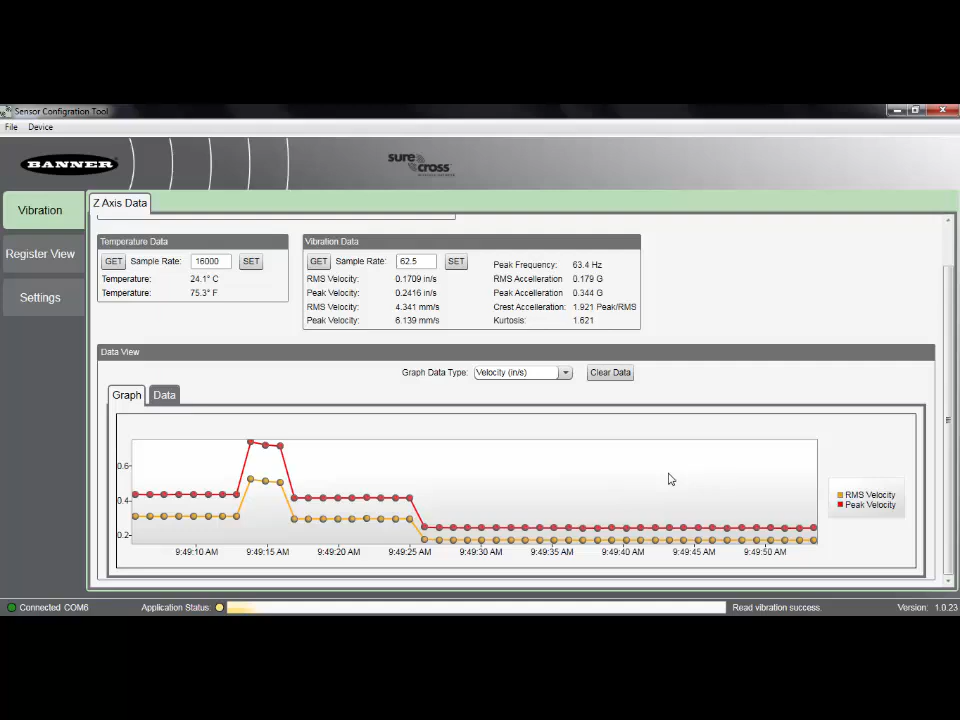 Sensor Configration Tool
File Device
BANNER
sure cross
Vibration
Register View
Settings
Z Axis Data
Temperature Data
GET Sample Rate: 16000 SET
Temperature: 24.1° C
Temperature: 75.3° F
Vibration Data
GET Sample Rate: 62.5 SET
RMS Velocity: 0.1709 in/s
Peak Velocity: 0.2416 in/s
RMS Velocity: 4.341 mm/s
Peak Velocity: 6.139 mm/s
Peak Frequency: 63.4 Hz
RMS Accelleration 0.179 G
Peak Acelleration 0.344 G
Crest Accelleration: 1.921 Peak/RMS
Kurtosis: 1.621
Data View
Graph Data Type: Velocity (in/s) Clear Data
Graph Data
0.6
0.4
0.2
9:49:10 AM 9:49:15 AM 9:49:20 AM 9:49:25 AM 9:49:30 AM 9:49:35 AM 9:49:40 AM 9:49:45 AM 9:49:50 AM
RMS Velocity
Peak Velocity
Connected COM6 Application Status: Read vibration success. Version: 1.0.23